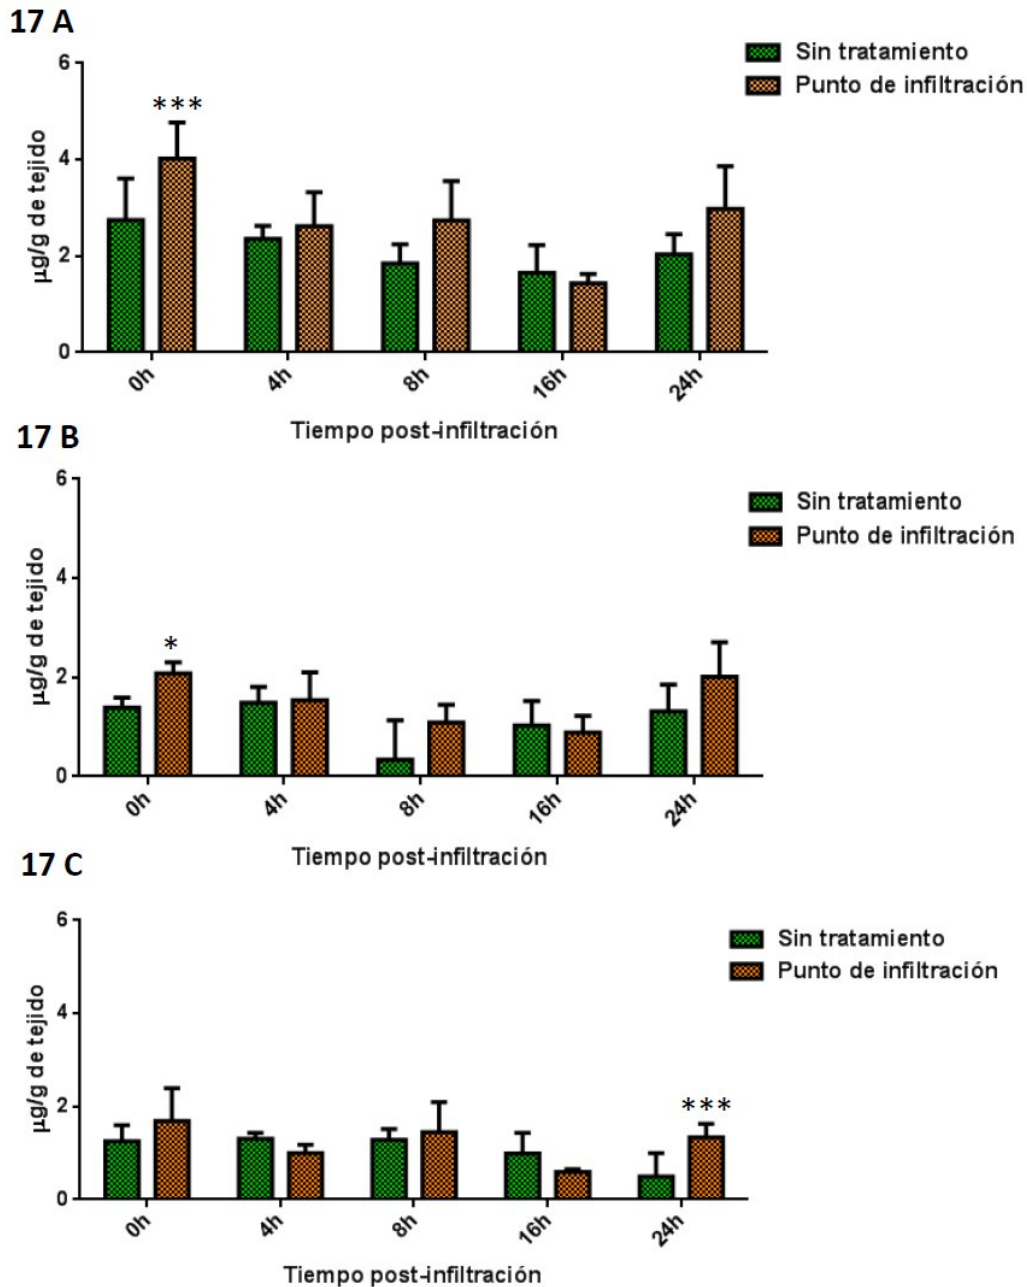 17 A
Sin tratamiento
Punto de infiltración
6
4
2
0
µg/g de tejido
***
0h
4h
8h
16h
24h
Tiempo post-infiltración
17 B
Sin tratamiento
Punto de infiltración
6
4
2
0
µg/g de tejido
*
0h
4h
8h
16h
24h
Tiempo post-infiltración
17 C
Sin tratamiento
Punto de infiltración
6
4
2
0
µg/g de tejido
***
0h
4h
8h
16h
24h
Tiempo post-infiltración